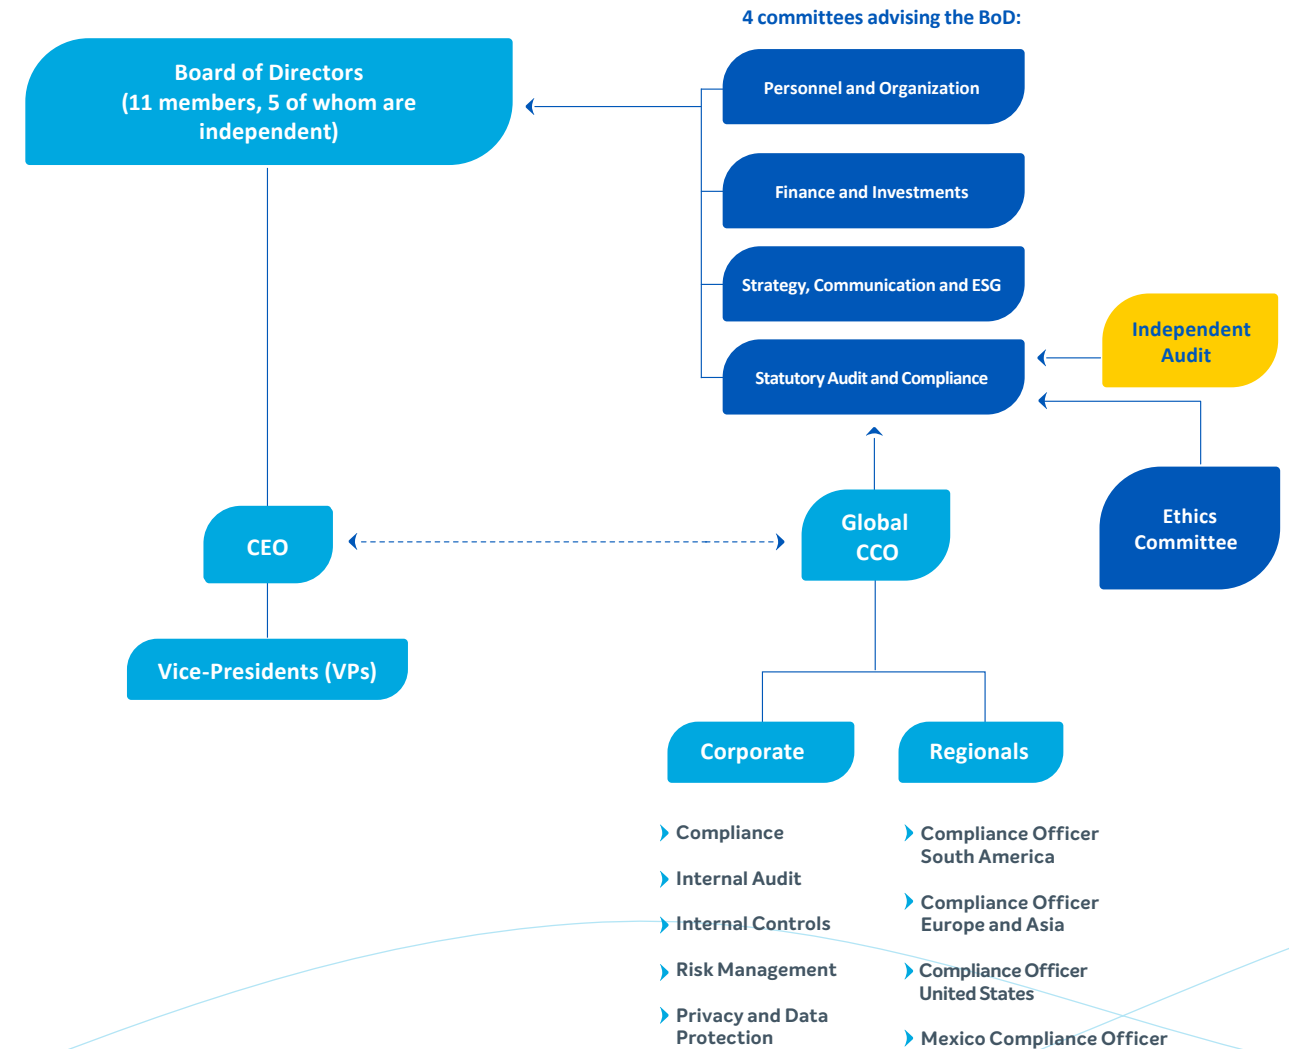 4 committees advising the BoD:
Board of Directors
(11 members, 5 of whom are
independent)
Personnel and Organization
Finance and Investments
Strategy, Communication and ESG
Independent
Audit
Statutory Audit and Compliance
Ethics
Committee
Global
CCO
CEO
Vice-Presidents (VPs)
Corporate
Compliance
Internal Audit
Internal Controls
Risk Management
Privacy and Data
Protection
Regionals
Compliance Officer
South America
Compliance Officer
Europe and Asia
Compliance Officer
United States
Mexico Compliance Officer